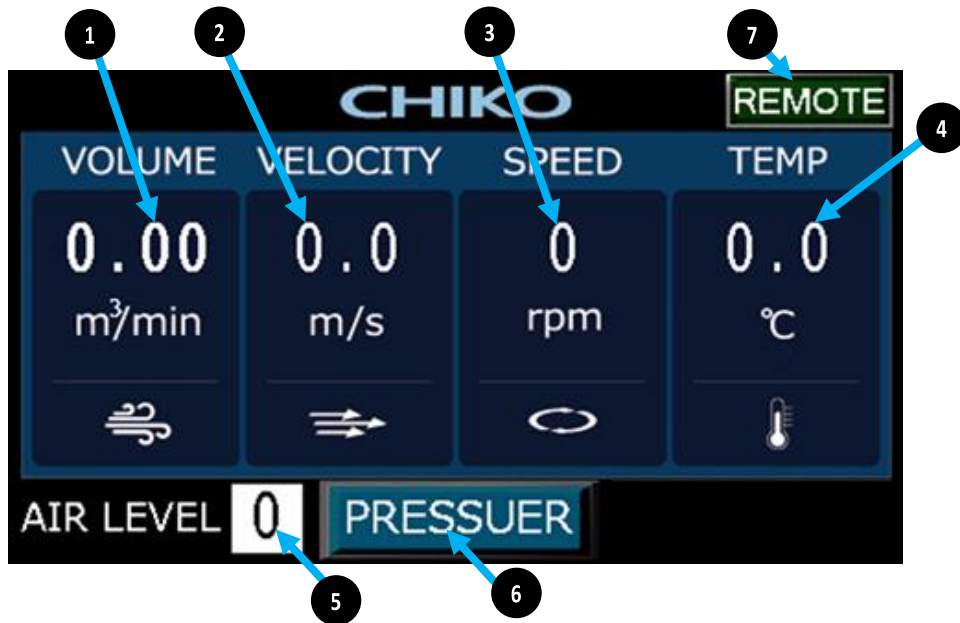 1 2 3 7
CHIKO REMOTE
4
VOLUME VELOCITY SPEED TEMP
0.00 0.0 0 0.0
m³/min m/s rpm ℃
AIR LEVEL 0 PRESSUER
5 6